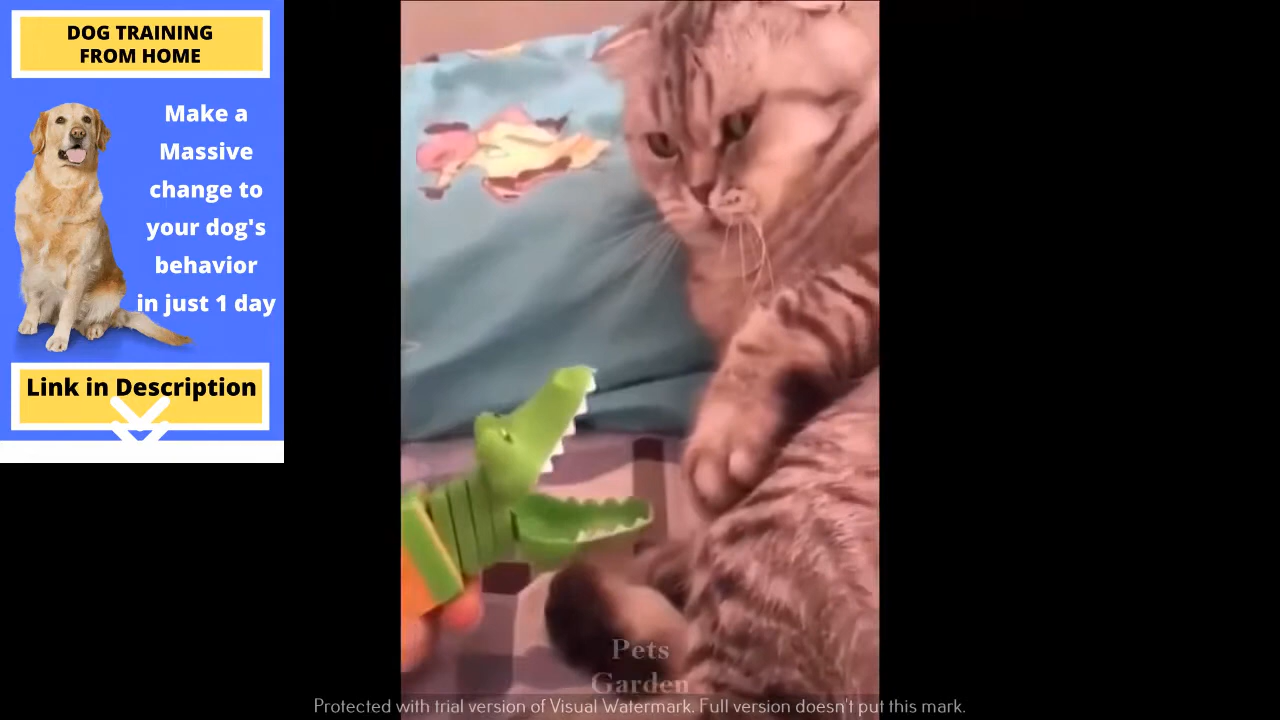 DOG TRAINING
FROM HOME
Make a
Massive
change to
your dog's
behavior
in just 1 day
Link in Description
Pets
Garden
Protected with trial version of Visual Watermark. Full version doesn't put this mark.